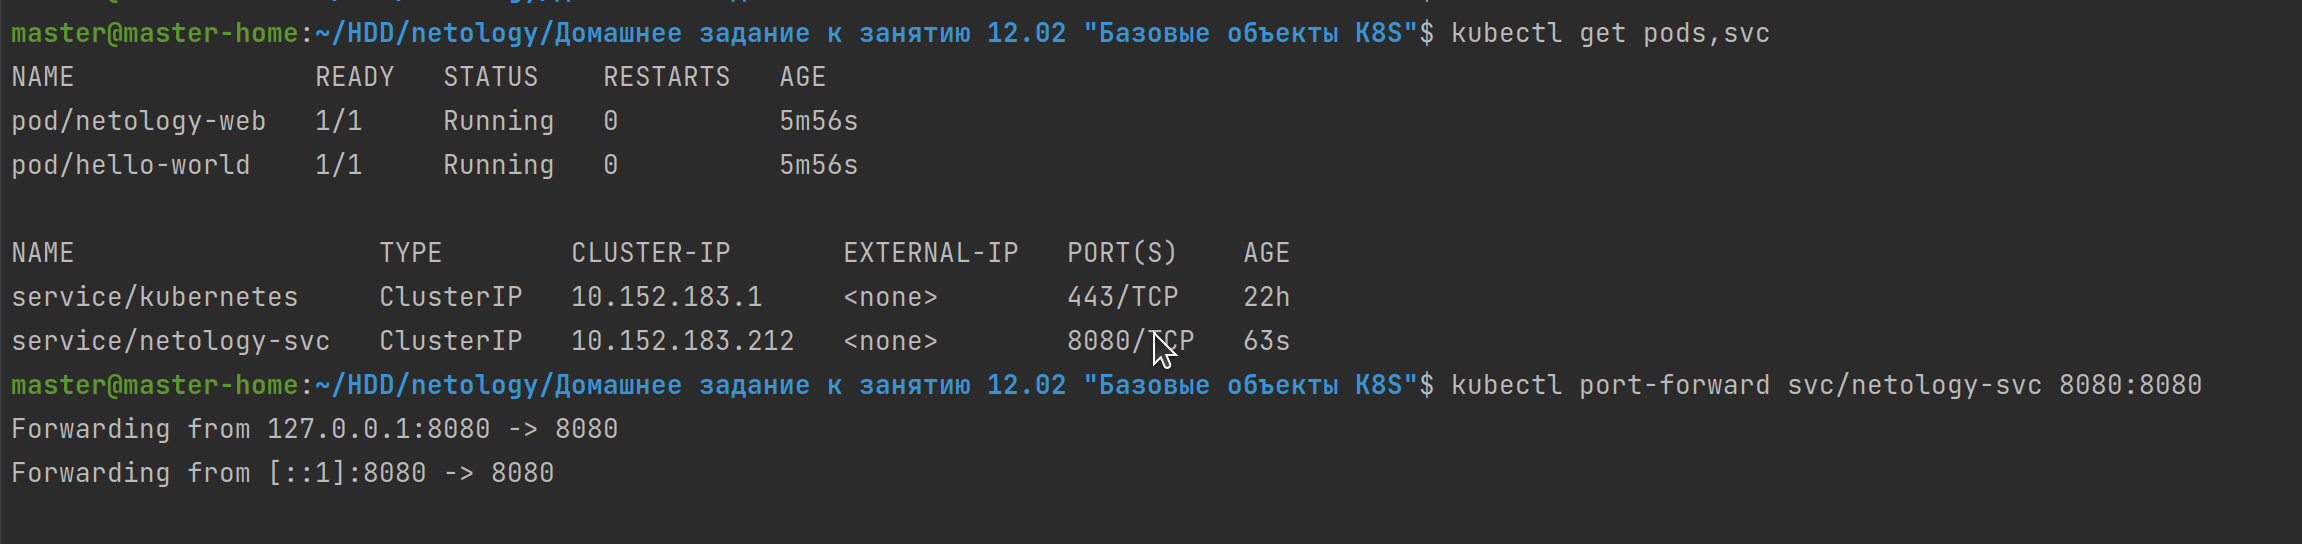 master@master-home:~/HDD/netology/Домашнее задание к занятию 12.02 "Базовые объекты K8S"$ kubectl get pods,svc
NAME READY STATUS RESTARTS AGE
pod/netology-web 1/1 Running 0 5m56s
pod/hello-world 1/1 Running 0 5m56s
NAME TYPE CLUSTER-IP EXTERNAL-IP PORT(S) AGE
service/kubernetes ClusterIP 10.152.183.1 <none> 443/TCP 22h
service/netology-svc ClusterIP 10.152.183.212 <none> 8080/TCP 63s
master@master-home:~/HDD/netology/Домашнее задание к занятию 12.02 "Базовые объекты K8S"$ kubectl port-forward svc/netology-svc 8080:8080
Forwarding from 127.0.0.1:8080 -> 8080
Forwarding from [::1]:8080 -> 8080